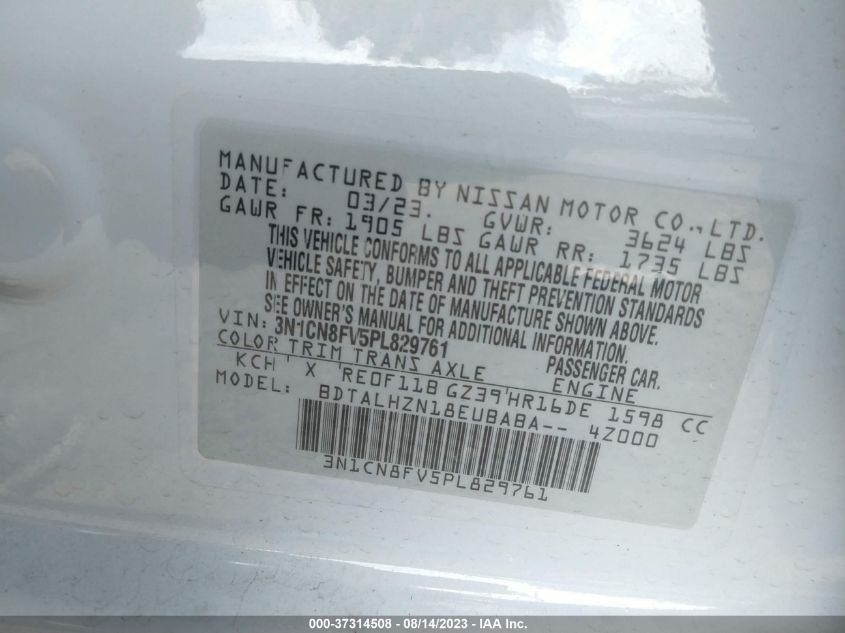 MANUFACTURED BY NISSAN MOTOR CO., LTD.
DATE: 03/23. GVWR: 3624 LBS
GAWR FR: 1905 LBS GAWR RR: 1735 LBS
THIS VEHICLE CONFORMS TO ALL APPLICABLE FEDERAL MOTOR
VEHICLE SAFETY, BUMPER AND THEFT PREVENTION STANDARDS
IN EFFECT ON THE DATE OF MANUFACTURE SHOWN ABOVE.
SEE OWNER'S MANUAL FOR ADDITIONAL INFORMATION.
VIN: 3N1CN8FV5PL829761 PASSENGER CAR.
COLOR TRIM TRANS AXLE ENGINE
KCH X RE0F11B GZ39 HR16DE 1598 CC
MODEL: BDTALHZN18EUBABA-- 4Z000
3N1CN8FV5PL829761
000-37314508 - 08/14/2023 - IAA Inc.